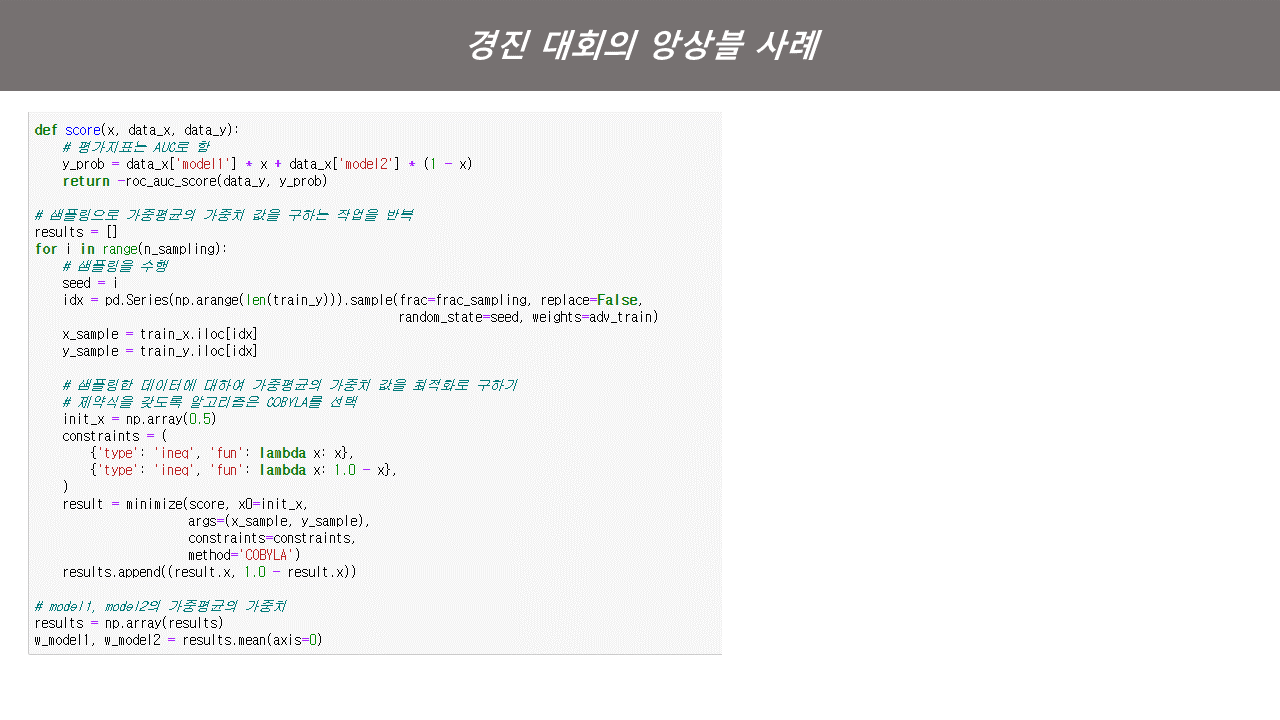 경진 대회의 앙상블 사례
def score(x, data_x, data_y):
    # 평가지표는 AUC로 함
    y_prob = data_x['model1'] * x + data_x['model2'] * (1 - x)
    return -roc_auc_score(data_y, y_prob)
# 샘플링으로 가중평균의 가중치 값을 구하는 작업을 반복
results = []
for i in range(n_sampling):
    # 샘플링을 수행
    seed = i
    idx = pd.Series(np.arange(len(train_y))).sample(frac=frac_sampling, replace=False,
                                                    random_state=seed, weights=adv_train)
    x_sample = train_x.iloc[idx]
    y_sample = train_y.iloc[idx]
    # 샘플링한 데이터에 대하여 가중평균의 가중치 값을 최적화로 구하기
    # 제약식을 갖도록 알고리즘은 COBYLA를 선택
    init_x = np.array(0.5)
    constraints = (
        {'type': 'ineq', 'fun': lambda x: x},
        {'type': 'ineq', 'fun': lambda x: 1.0 - x},
    )
    result = minimize(score, x0=init_x,
                      args=(x_sample, y_sample),
                      constraints=constraints,
                      method='COBYLA')
    results.append((result.x, 1.0 - result.x))
# model1, model2의 가중평균의 가중치
results = np.array(results)
w_model1, w_model2 = results.mean(axis=0)